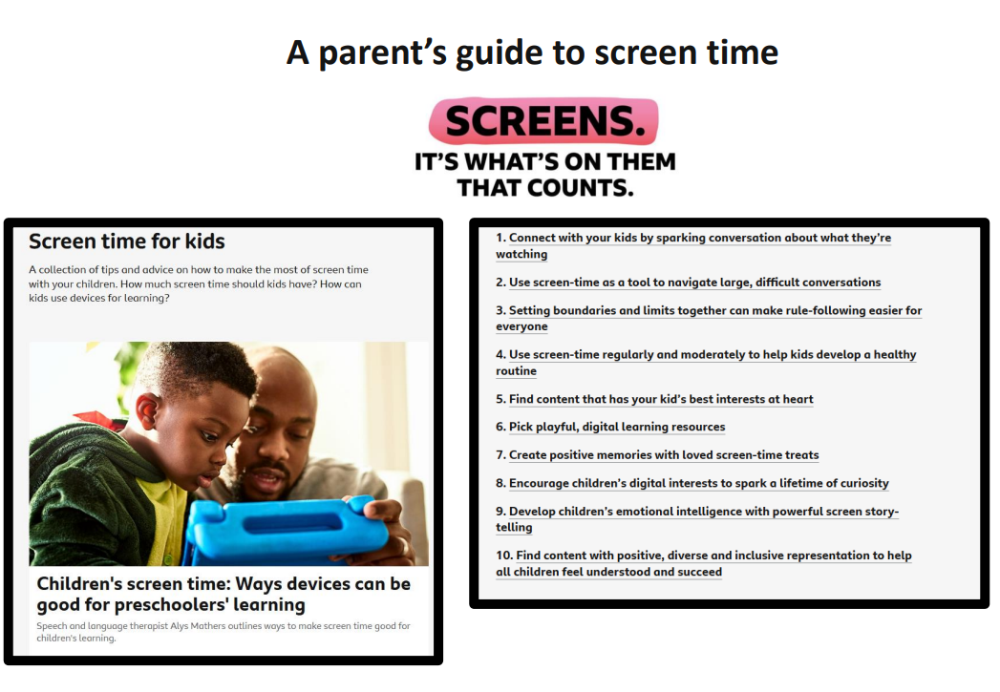 A parent's guide to screen time
SCREENS.
IT'S WHAT'S ON THEM
THAT COUNTS.
Screen time for kids
A collection of tips and advice on how to make the most of screen time
with your children. How much screen time should kids have? How can
kids use devices for learning?
Children's screen time: Ways devices can be
good for preschoolers' learning
Speech and language therapist Alys Mathers outlines ways to make screen time good for
children's learning.
1. Connect with your kids by sparking conversation about what they're
watching
2. Use screen-time as a tool to navigate large, difficult conversations
3. Setting boundaries and limits together can make rule-following easier for
everyone
4. Use screen-time regularly and moderately to help kids develop a healthy
routine
5. Find content that has your kid's best interests at heart
6. Pick playful, digital learning resources
7. Create positive memories with loved screen-time treats
8. Encourage children's digital interests to spark a lifetime of curiosity
9. Develop children's emotional intelligence with powerful screen story-
telling
10. Find content with positive, diverse and inclusive representation to help
all children feel understood and succeed